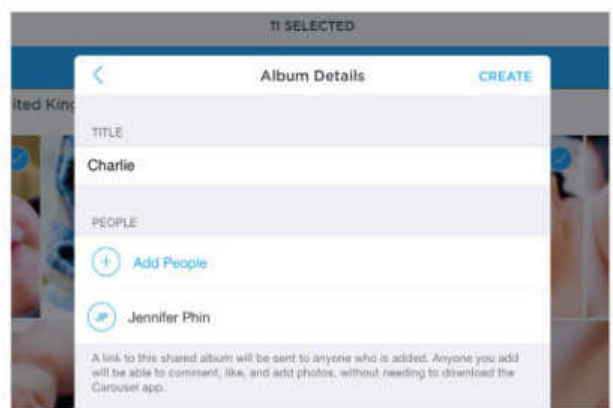 11 SELECTED
Album Details
CREATE
ited King
TITLE
Charlie
PEOPLE
+ Add People
JP Jennifer Phin
A link to this shared album will be sent to anyone who is added. Anyone you add
will be able to comment, like, and add photos, without needing to download the
Carousel app.